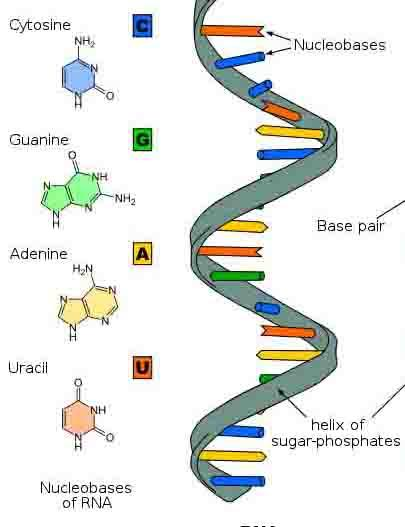 Cytosine
C
NH₂
N
N
H
O
Nucleobases
Guanine
G
O
N
NH
N
H
N
NH₂
Base pair
Adenine
A
H₂N
N
N
N
H
N
Uracil
U
O
NH
N
H
O
helix of
sugar-phosphates
Nucleobases
of RNA